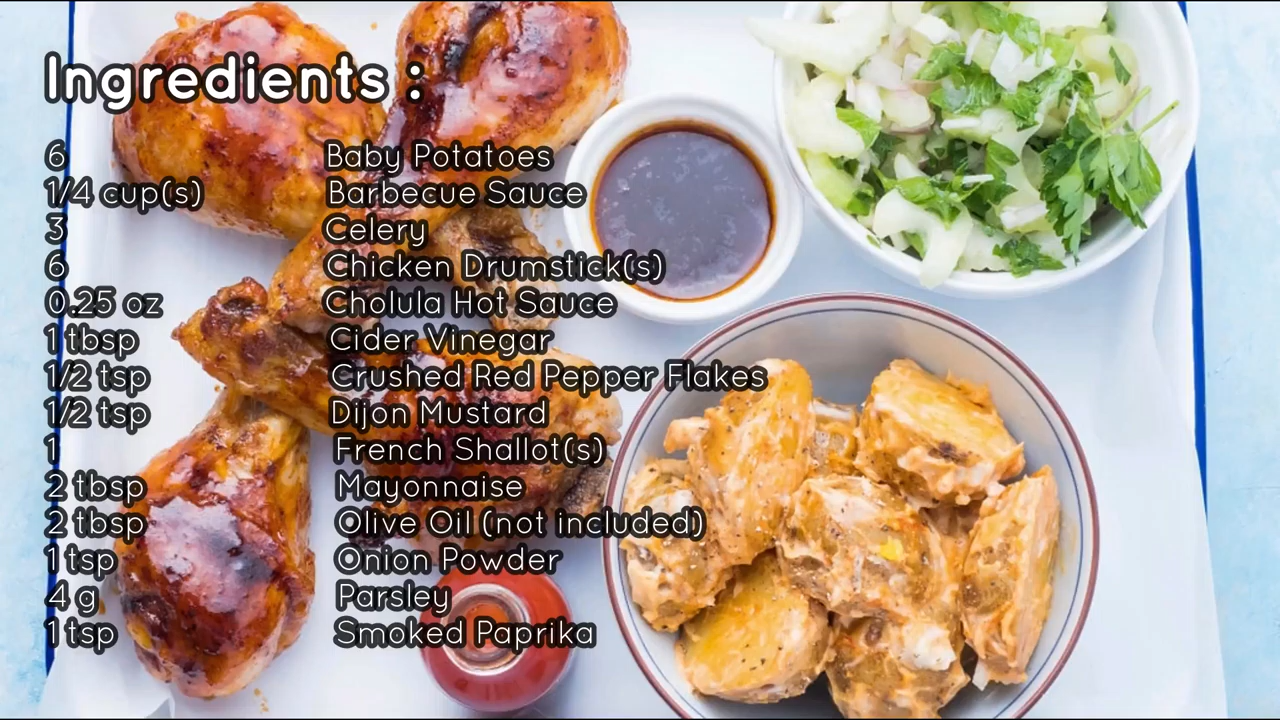 Ingredients :
6 Baby Potatoes
1/4 cup(s) Barbecue Sauce
3 Celery
6 Chicken Drumstick(s)
0.25 oz Cholula Hot Sauce
1 tbsp Cider Vinegar
1/2 tsp Crushed Red Pepper Flakes
1/2 tsp Dijon Mustard
1 French Shallot(s)
2 tbsp Mayonnaise
2 tbsp Olive Oil (not included)
1 tsp Onion Powder
4 g Parsley
1 tsp Smoked Paprika